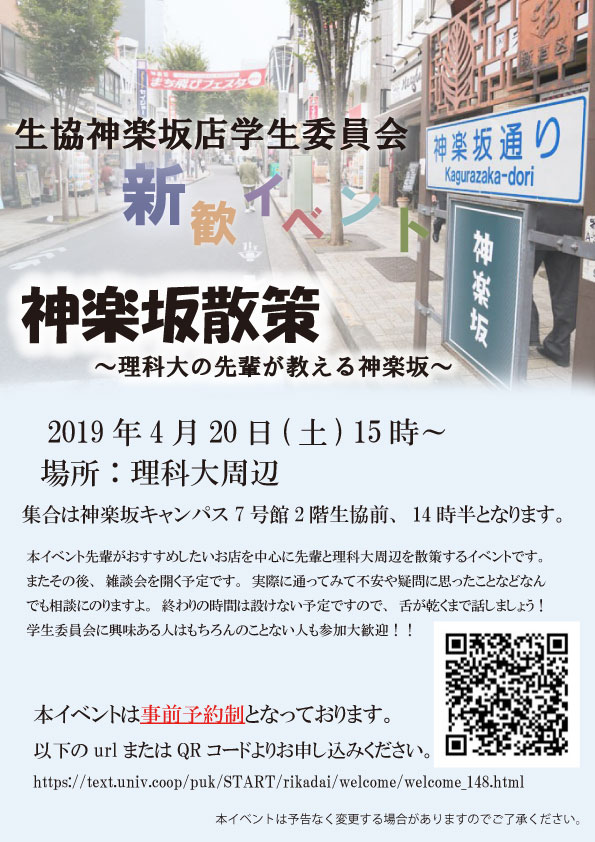 まち飛びフェスタ
生協神楽坂店学生委員会
新歓イベント
神楽坂通り
Kagurazaka-dori
神楽坂
神楽坂散策
～理科大の先輩が教える神楽坂～
2019 年 4 月 20 日 ( 土 ) 15 時～
場所：理科大周辺
集合は神楽坂キャンパス 7 号館 2 階生協前、 14 時半となります。
本イベント先輩がおすすめしたいお店を中心に先輩と理科大周辺を散策するイベントです。
またその後、 雑談会を開く予定です。 実際に通ってみて不安や疑問に思ったことなどなん
でも相談にのりますよ。 終わりの時間は設けない予定ですので、 舌が乾くまで話しましょう！
学生委員会に興味ある人はもちろんのことない人も参加大歓迎！！
本イベントは事前予約制となっております。
以下の url または QR コードよりお申し込みください。
https://text.univ.coop/puk/START/rikadai/welcome/welcome_148.html
本イベントは予告なく変更する場合がありますのでご了承ください。